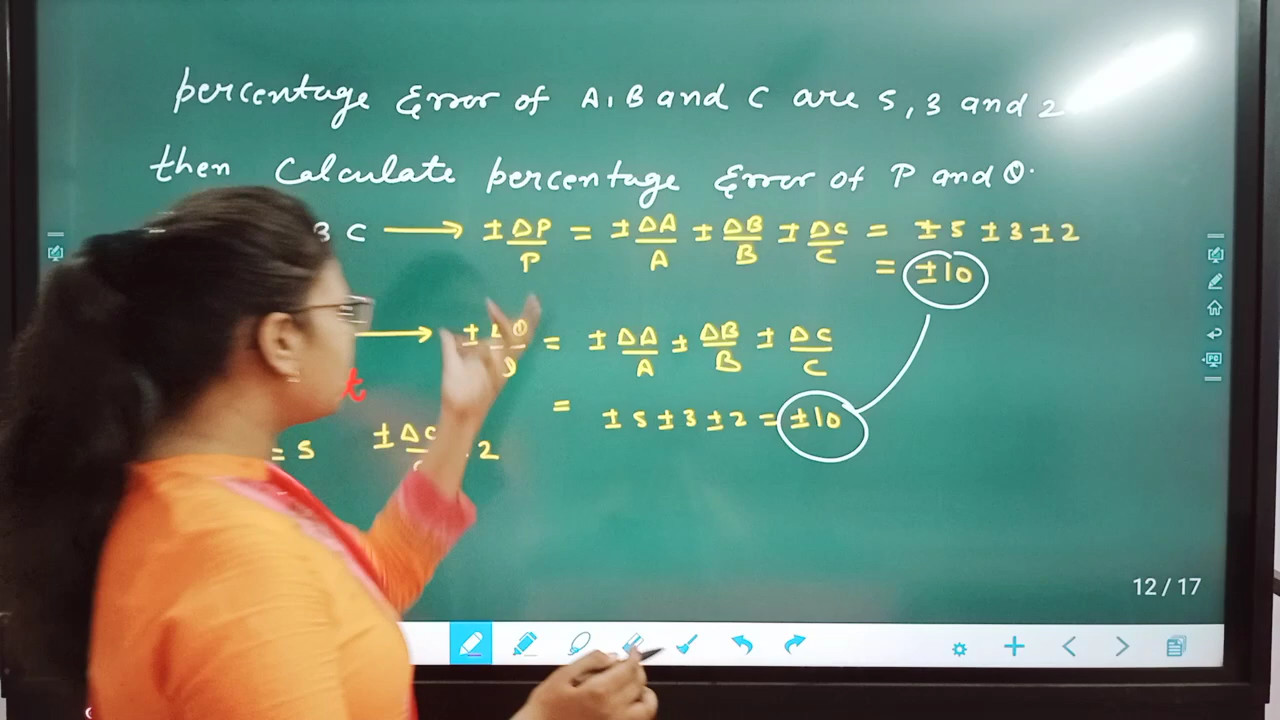 percentage Error of A, B and C are 5, 3 and 2
then Calculate percentage Error of P and Q.
B C → ± ΔP/P = ± ΔA/A ± ΔB/B ± ΔC/C = ± 5 ± 3 ± 2
= ±10
→ ± = ± ΔA/A ± ΔB/B ± ΔC/C
t
= ± 5 ± 3 ± 2 = ±10
= 5 ± ΔC 2
12 / 17